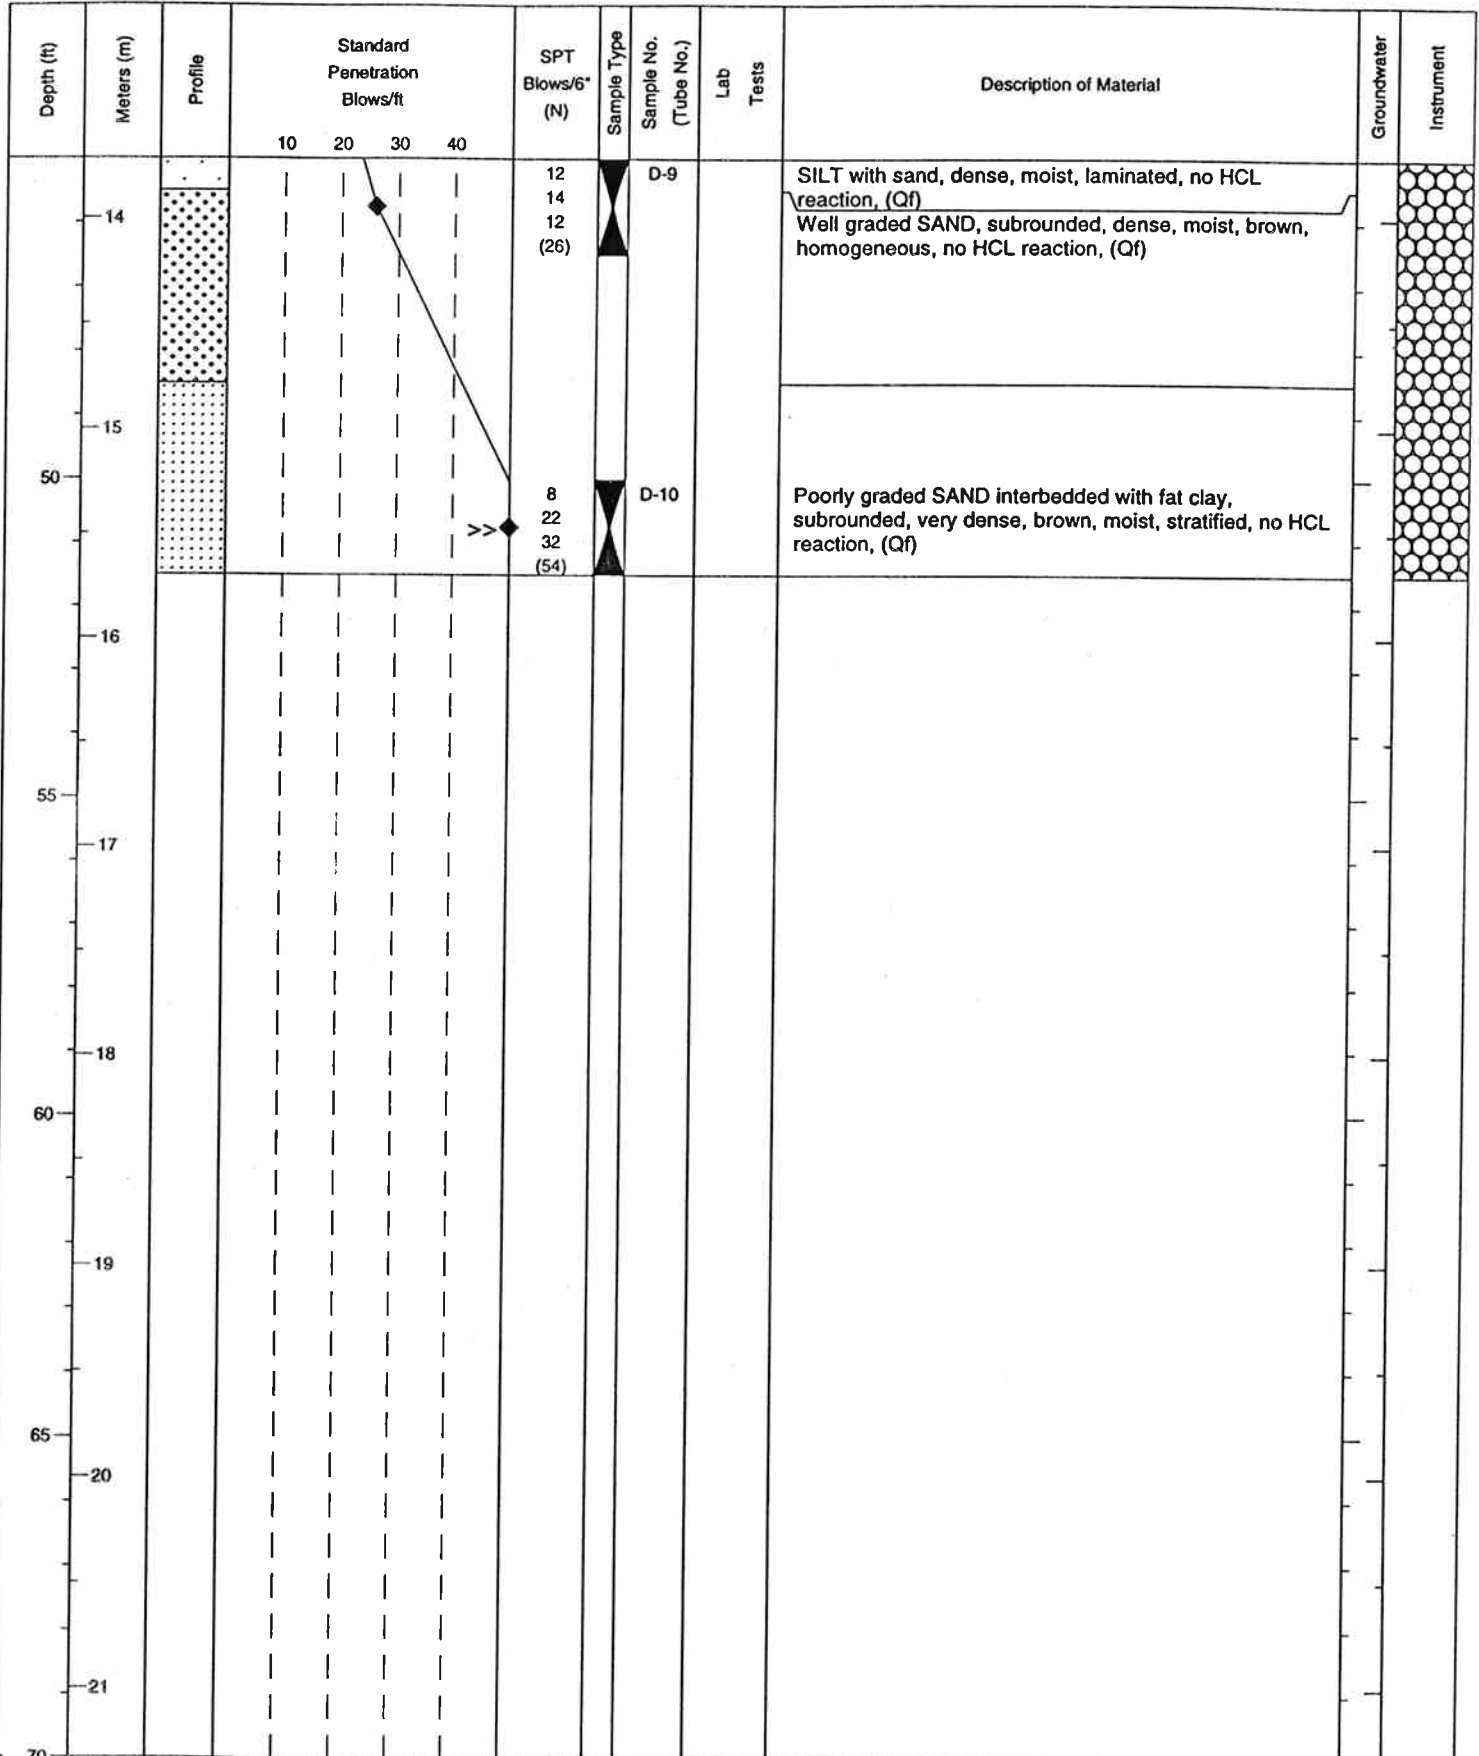 Depth (ft)
Meters (m)
Profile
Standard
Penetration
Blows/ft
10 20 30 40
SPT
Blows/6"
(N)
Sample Type
Sample No.
(Tube No.)
Lab
Tests
Description of Material
Groundwater
Instrument
12
14
12
(26)
D-9
SILT with sand, dense, moist, laminated, no HCL
reaction, (Qf)
Well graded SAND, subrounded, dense, moist, brown,
homogeneous, no HCL reaction, (Qf)
14
15
50
>>
8
22
32
(54)
D-10
Poorly graded SAND interbedded with fat clay,
subrounded, very dense, brown, moist, stratified, no HCL
reaction, (Qf)
16
55
17
18
60
19
65
20
21
70